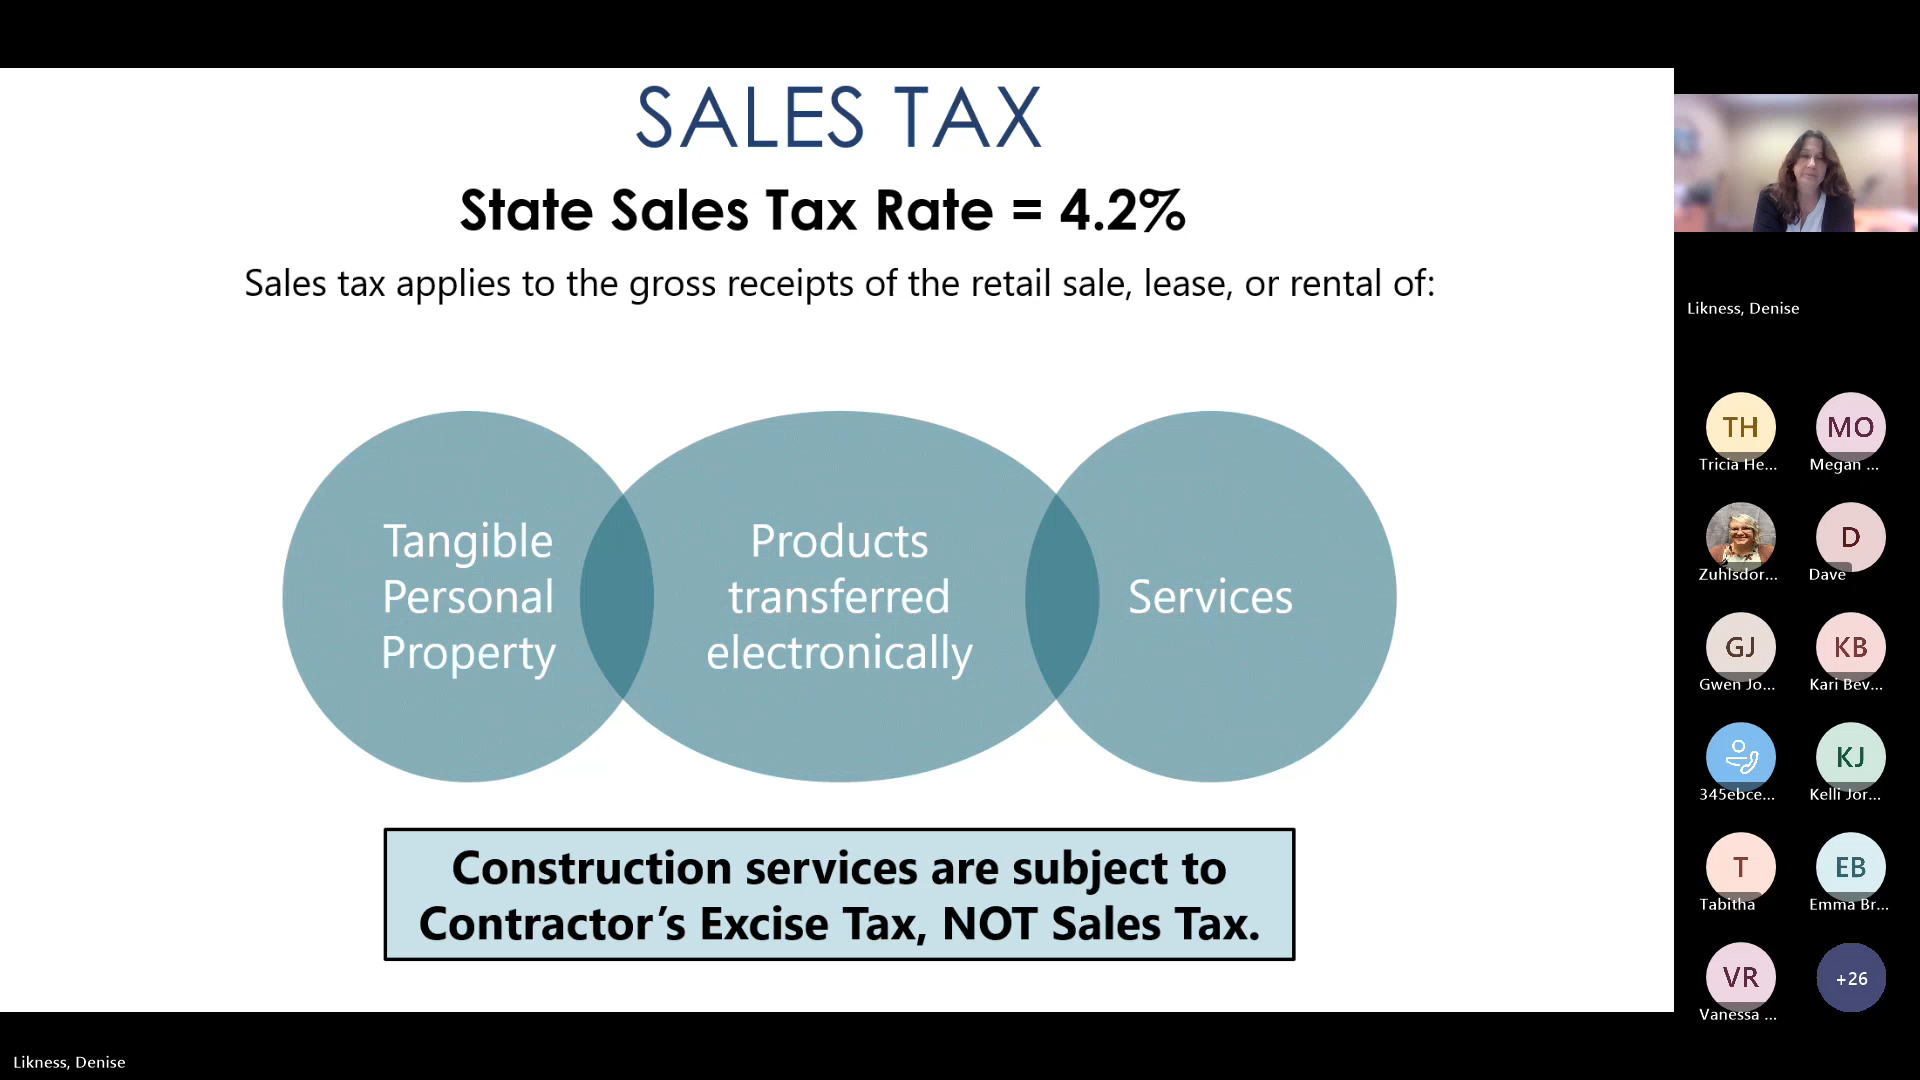 SALES TAX
State Sales Tax Rate = 4.2%
Sales tax applies to the gross receipts of the retail sale, lease, or rental of:
Tangible
Personal
Property
Products
transferred
electronically
Services
Construction services are subject to
Contractor’s Excise Tax, NOT Sales Tax.
Likness, Denise
TH
Tricia He...
MO
Megan ...
Zuhlsdor...
D
Dave
GJ
Gwen Jo...
KB
Kari Bev...
345ebce...
KJ
Kelli Jor...
T
Tabitha
EB
Emma Br...
VR
Vanessa ...
+26
Likness, Denise